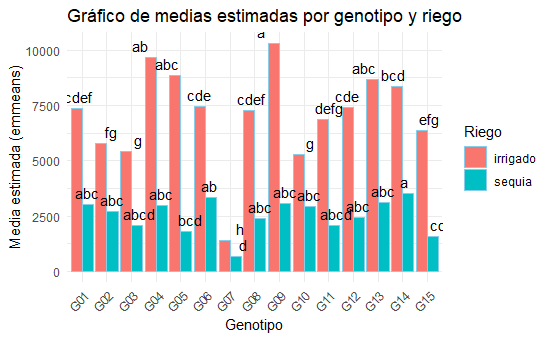 Gráfico de medias estimadas por genotipo y riego
Media estimada (emmeans)
10000
7500
5000
2500
0
cdef
fg
g
ab
abc
cde
h
cdef
a
g
efg
cde
abc
bcd
efg
abc
abc
abcd
abc
bcd
ab
d
abc
abc
abc
abcd
abc
abc
a
cd
G01
G02
G03
G04
G05
G06
G07
G08
G09
G10
G11
G12
G13
G14
G15
Genotipo
Riego
irrigado
sequia